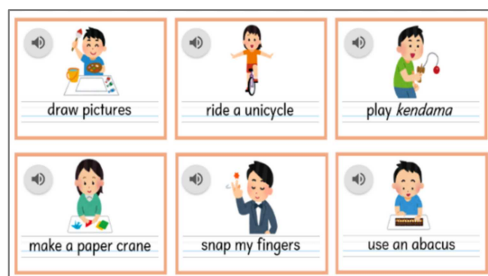 draw pictures
ride a unicycle
play kendama
make a paper crane
snap my fingers
use an abacus